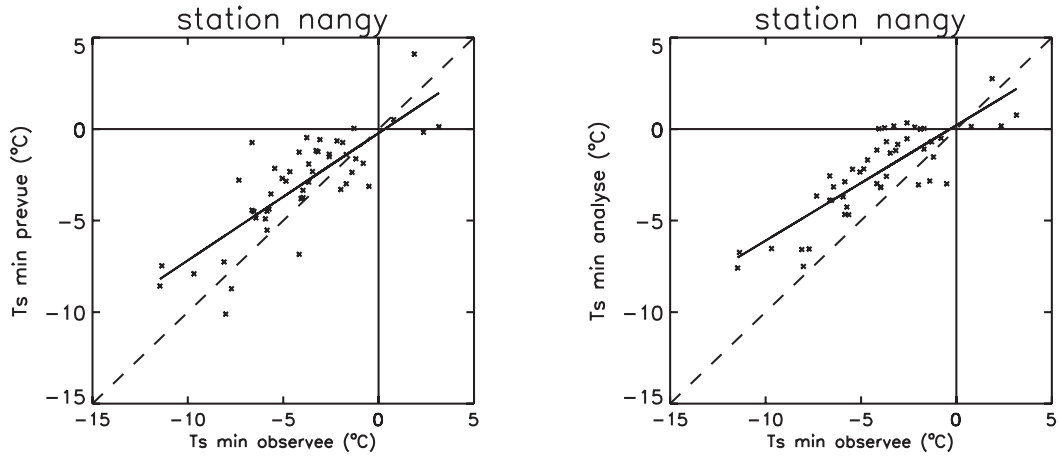 station nangy
5
0
−5
−10
−15
−15 −10 −5 0 5
Ts min prevue (°C)
Ts min observee (°C)
station nangy
5
0
−5
−10
−15
−15 −10 −5 0 5
Ts min analyse (°C)
Ts min observee (°C)